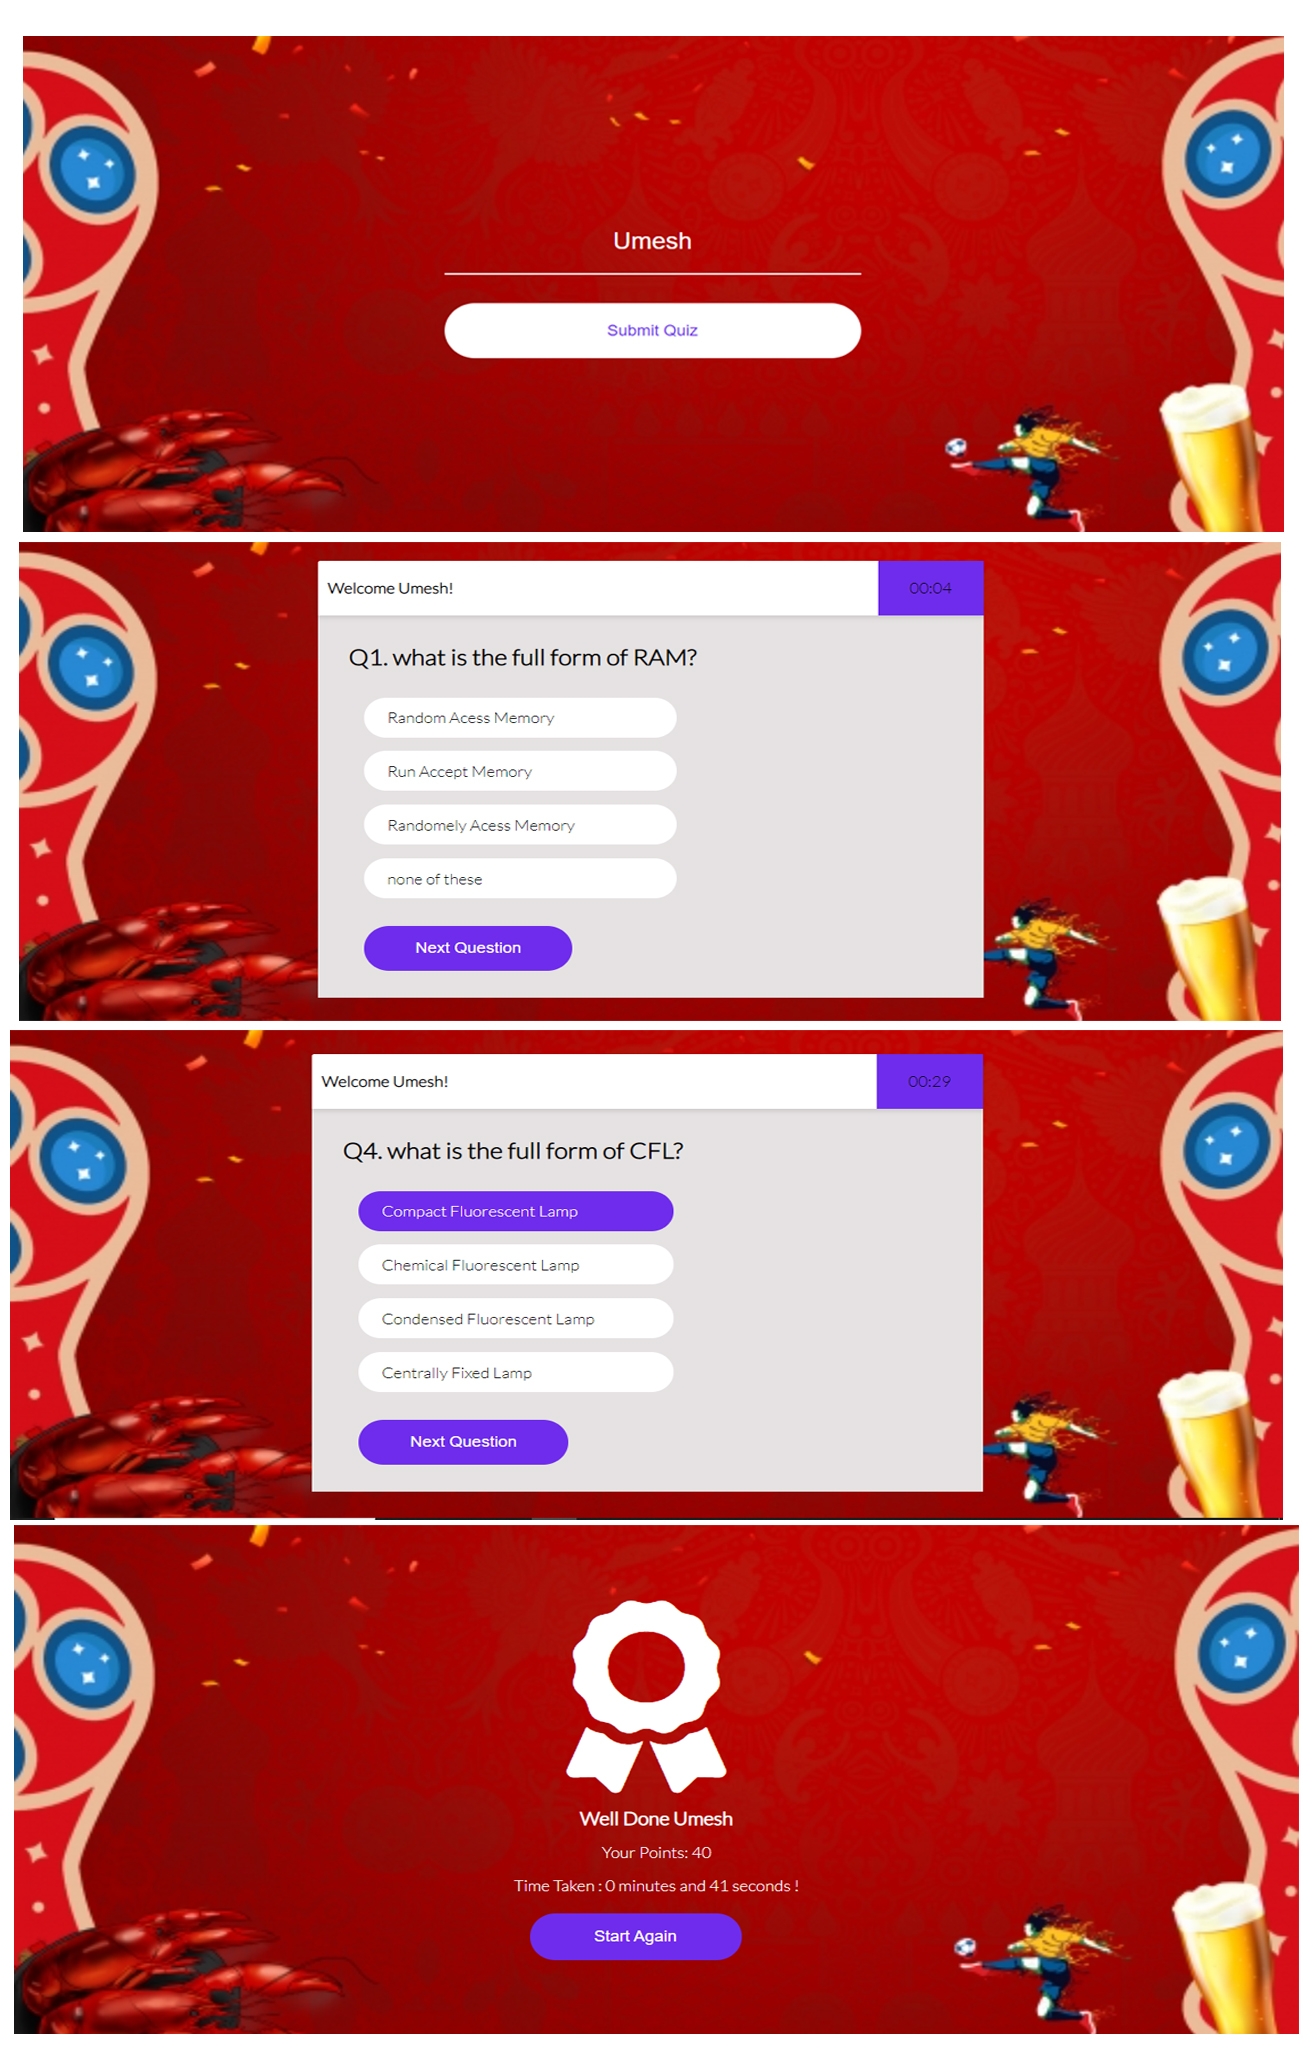 Umesh
Submit Quiz
Welcome Umesh!
00:04
Q1. what is the full form of RAM?
Random Acess Memory
Run Accept Memory
Randomely Acess Memory
none of these
Next Question
Welcome Umesh!
00:29
Q4. what is the full form of CFL?
Compact Fluorescent Lamp
Chemical Fluorescent Lamp
Condensed Fluorescent Lamp
Centrally Fixed Lamp
Next Question
Well Done Umesh
Your Points: 40
Time Taken : 0 minutes and 41 seconds !
Start Again